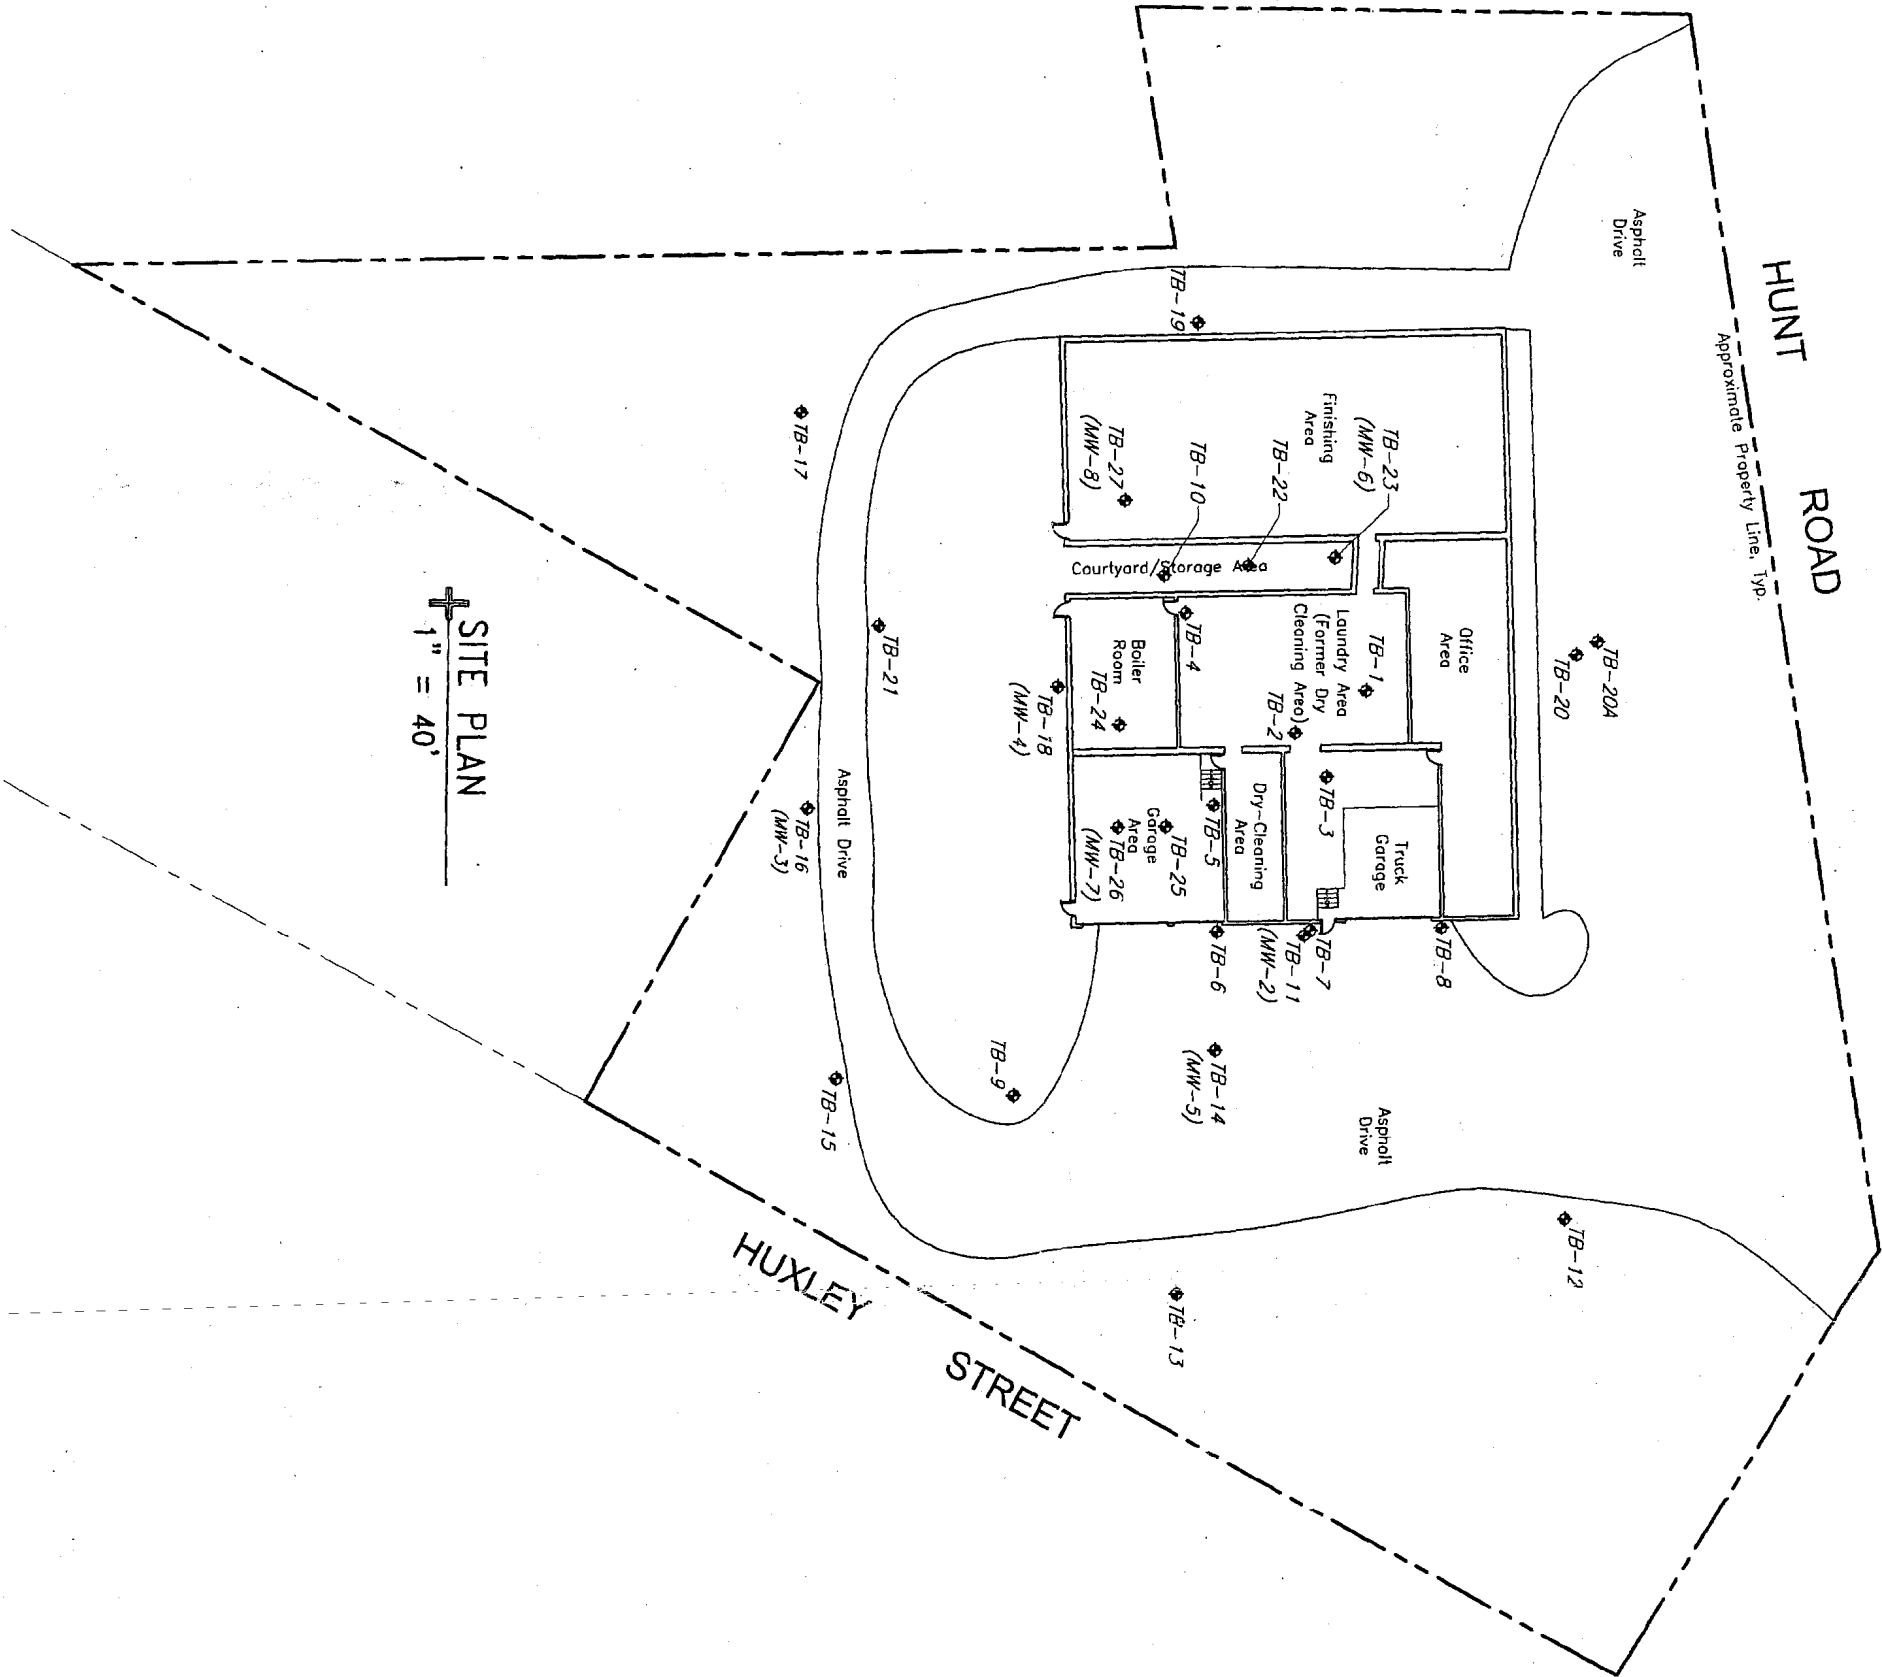 HUNT ROAD
Approximate Property Line, Typ.
Asphalt
Drive
TB-20A
TB-20
Office
Area
TB-23
(MW-6)
Finishing
Area
TB-22
TB-10
TB-27
(MW-8)
TB-19
Courtyard/Storage Area
TB-1
Laundry Area
(Former Dry
Cleaning Area)
TB-2
TB-4
Boiler
Room
TB-24
TB-3
Truck
Garage
Dry-Cleaning
Area
TB-5
TB-25
Garage
Area
TB-26
(MW-7)
TB-8
TB-7
TB-11
(MW-2)
TB-6
TB-14
(MW-5)
Asphalt
Drive
TB-12
TB-13
TB-9
TB-18
(MW-4)
TB-21
TB-17
Asphalt Drive
TB-16
(MW-3)
TB-15
HUXLEY STREET
SITE PLAN
1" = 40'